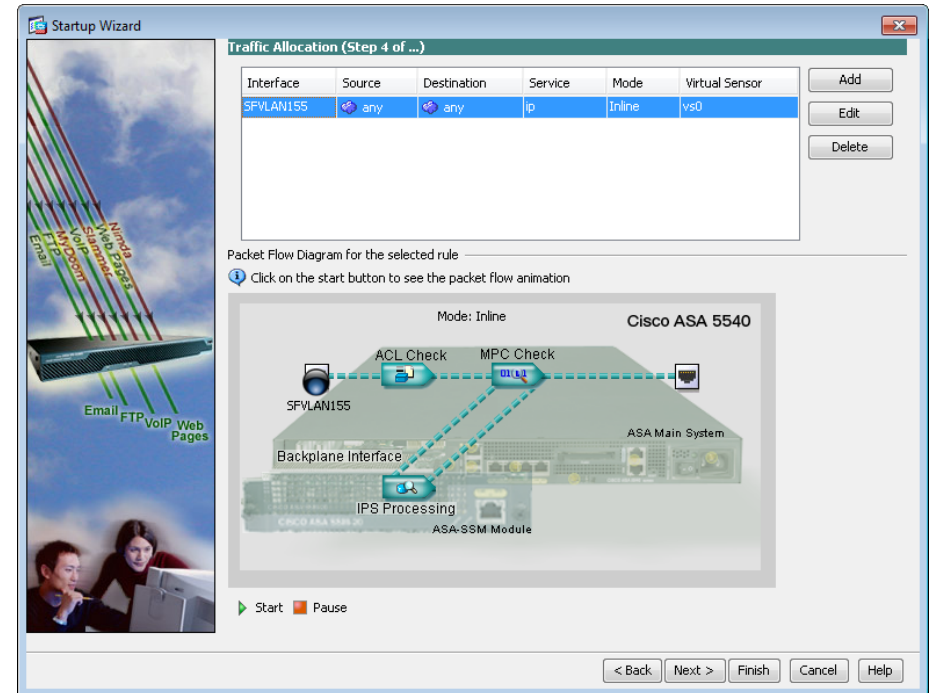 Startup Wizard
Traffic Allocation (Step 4 of ...)
Interface Source Destination Service Mode Virtual Sensor
SFVLAN155 any any ip Inline vs0
Add
Edit
Delete
Nimda
Web Pages
Slammer
VoIP
MyDoom
FTP
Email
Email FTP VoIP Web Pages
Packet Flow Diagram for the selected rule
Click on the start button to see the packet flow animation
Mode: Inline
Cisco ASA 5540
ACL Check MPC Check
SFVLAN155
ASA Main System
Backplane Interface
IPS Processing
ASA-SSM Module
Start Pause
< Back Next > Finish Cancel Help